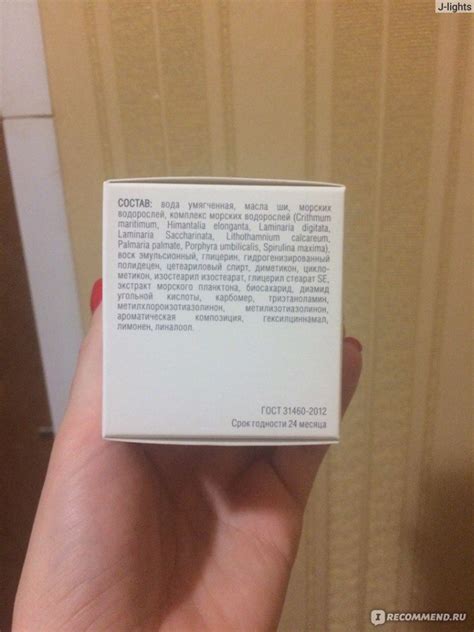 J-lights
СОСТАВ: вода умягченная, масла ши, морских
водорослей, комплекс морских водорослей (Crithmum
maritimum, Himantalia elonganta, Laminaria digitata,
Laminaria Saccharinata, Lithothamnium calcareum,
Palmaria palmate, Porphyra umbilicalis, Spirulina maxima),
воск эмульсионный, глицерин, гидрогенизированный
полидецен, цетеариловый спирт, диметикон, цикло-
метикон, изостеарил изостеарат, глицерил стеарат SE,
экстракт морского планктона, биосахарид, диамид
угольной кислоты, карбомер, триэтаноламин,
метилхлороизотиазолинон, метилизотиазолинон,
ароматическая композиция, гексилциннамал,
лимонен, линалоол.
ГОСТ 31460-2012
Срок годности 24 месяца
IRECOMMEND.RU